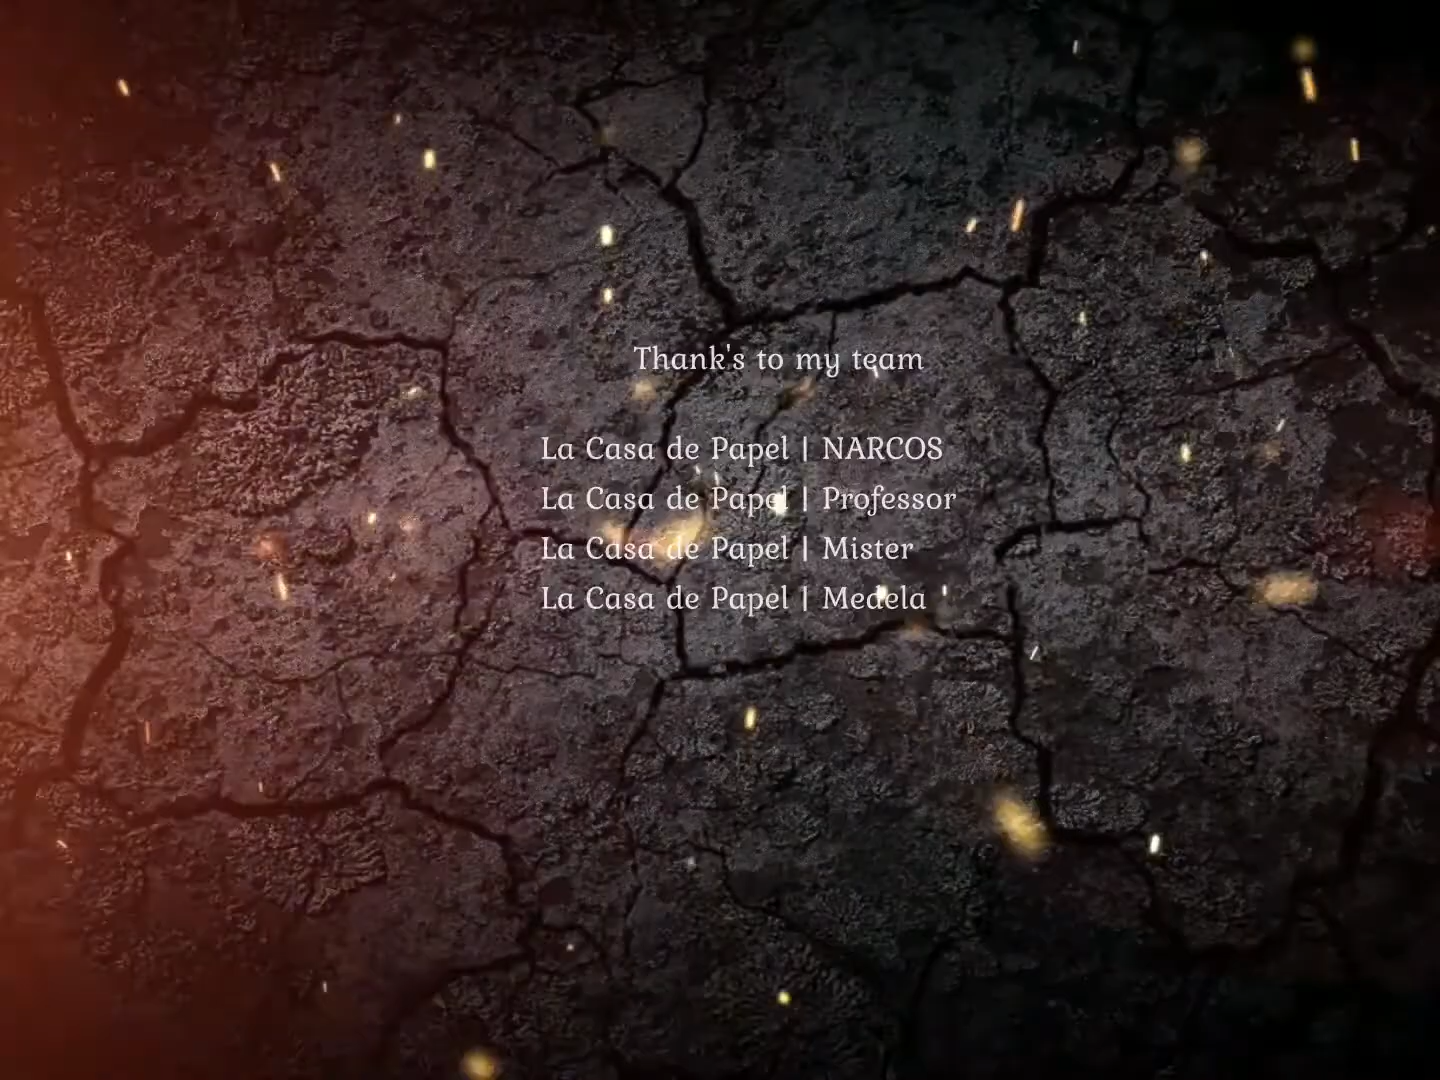 Thank's to my team
La Casa de Papel | NARCOS
La Casa de Papel | Professor
La Casa de Papel | Mister
La Casa de Papel | Medela